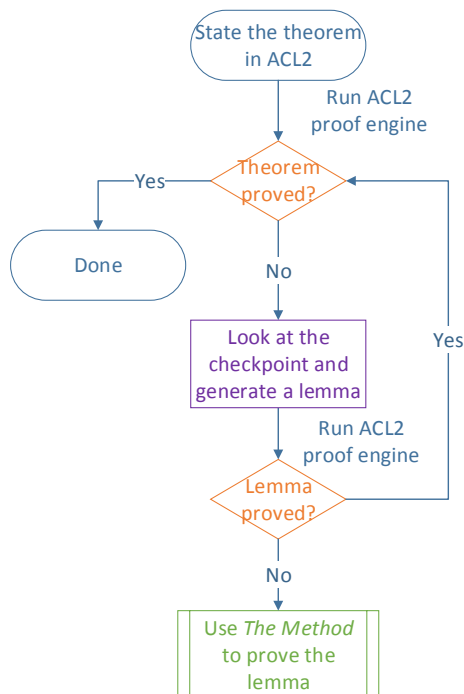 State the theorem
in ACL2
Run ACL2
proof engine
Theorem
proved?
Yes
Done
No
Look at the
checkpoint and
generate a lemma
Yes
Run ACL2
proof engine
Lemma
proved?
No
Use The Method
to prove the
lemma